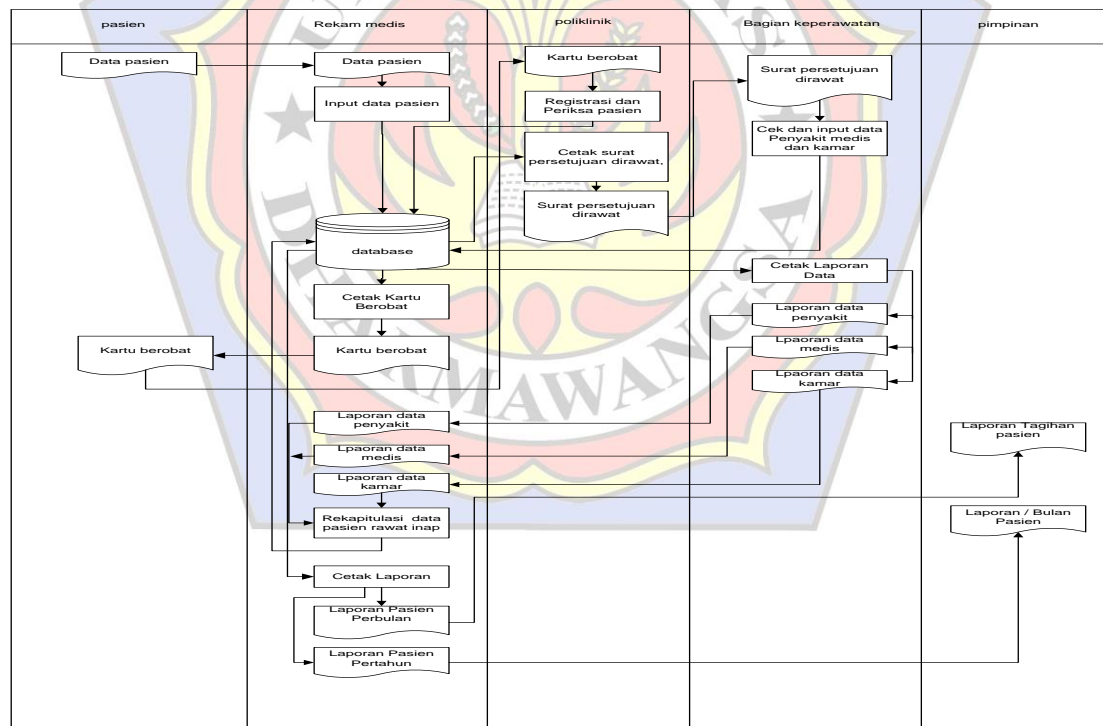 pasien
Rekam medis
poliklinik
Bagian keperawatan
pimpinan
Data pasien
Data pasien
Kartu berobat
Surat persetujuan
dirawat
Input data pasien
Registrasi dan
Periksa pasien
Cek dan input data
Penyakit medis
dan kamar
Cetak surat
persetujuan dirawat,
Surat persetujuan
dirawat
database
Cetak Laporan
Data
Cetak Kartu
Berobat
Laporan data
penyakit
Kartu berobat
Kartu berobat
Lpaoran data
medis
Lpaoran data
kamar
Laporan data
penyakit
Lpaoran data
medis
Lpaoran data
kamar
Laporan Tagihan
pasien
Rekapitulasi data
pasien rawat inap
Laporan / Bulan
Pasien
Cetak Laporan
Laporan Pasien
Perbulan
Laporan Pasien
Pertahun
DHARMAWANGSA